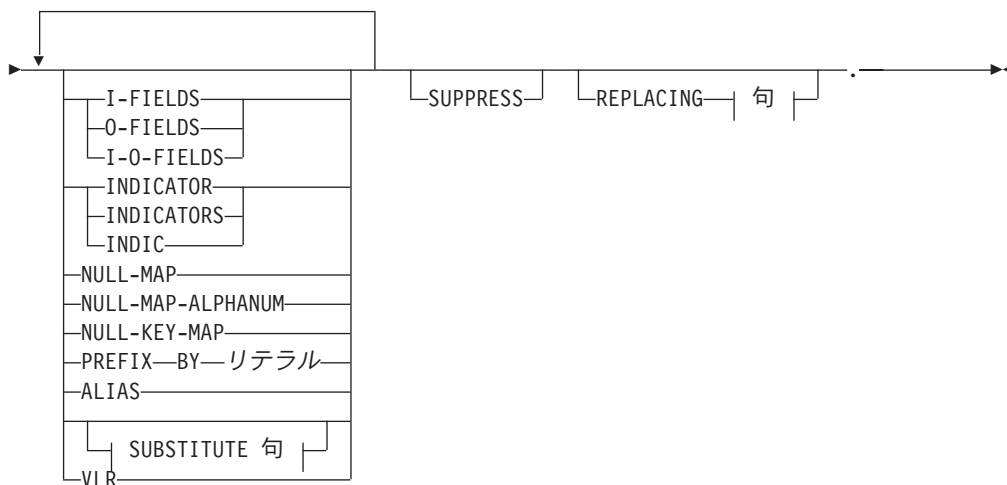 SUPPRESS REPLACING 句 .
I-FIELDS
O-FIELDS
I-O-FIELDS
INDICATOR
INDICATORS
INDIC
NULL-MAP
NULL-MAP-ALPHANUM
NULL-KEY-MAP
PREFIX BY リテラル
ALIAS
SUBSTITUTE 句
VLR